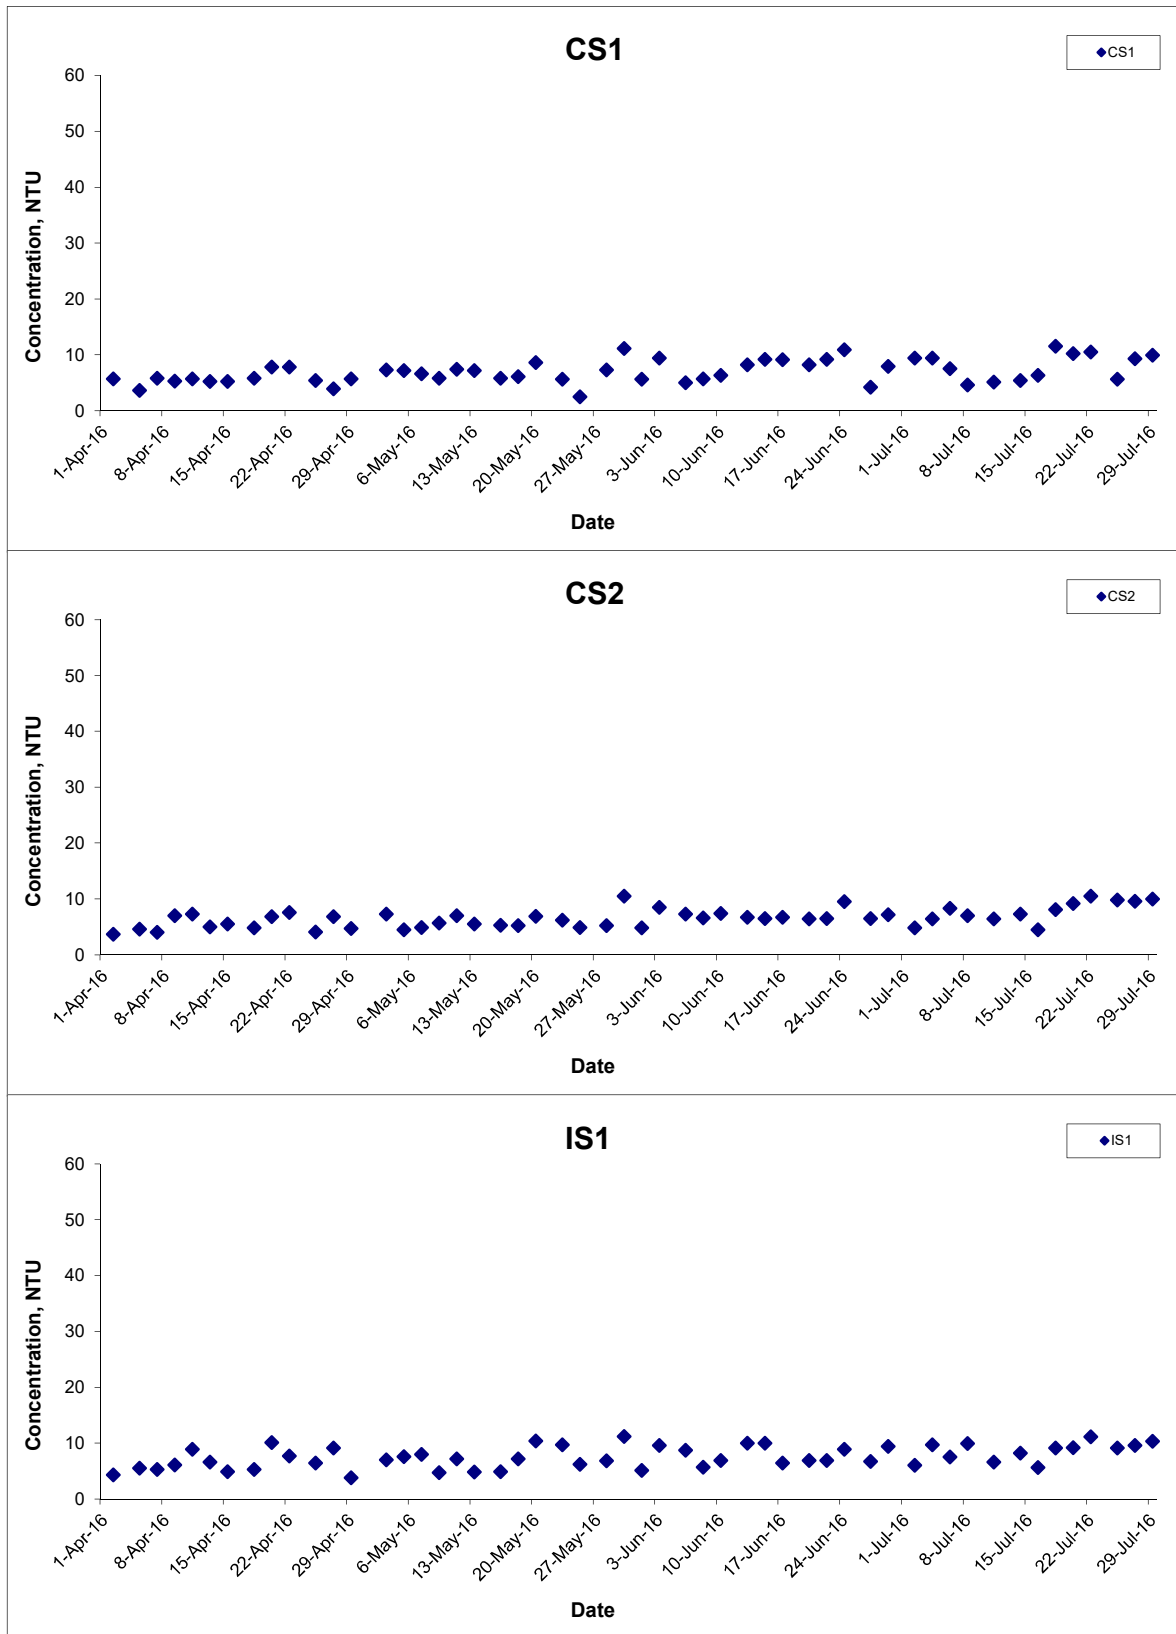 CS1
CS1
60
50
40
30
20
10
0
Concentration, NTU
1-Apr-16
8-Apr-16
15-Apr-16
22-Apr-16
29-Apr-16
6-May-16
13-May-16
20-May-16
27-May-16
3-Jun-16
10-Jun-16
17-Jun-16
24-Jun-16
1-Jul-16
8-Jul-16
15-Jul-16
22-Jul-16
29-Jul-16
Date
CS2
CS2
60
50
40
30
20
10
0
Concentration, NTU
1-Apr-16
8-Apr-16
15-Apr-16
22-Apr-16
29-Apr-16
6-May-16
13-May-16
20-May-16
27-May-16
3-Jun-16
10-Jun-16
17-Jun-16
24-Jun-16
1-Jul-16
8-Jul-16
15-Jul-16
22-Jul-16
29-Jul-16
Date
IS1
IS1
60
50
40
30
20
10
0
Concentration, NTU
1-Apr-16
8-Apr-16
15-Apr-16
22-Apr-16
29-Apr-16
6-May-16
13-May-16
20-May-16
27-May-16
3-Jun-16
10-Jun-16
17-Jun-16
24-Jun-16
1-Jul-16
8-Jul-16
15-Jul-16
22-Jul-16
29-Jul-16
Date